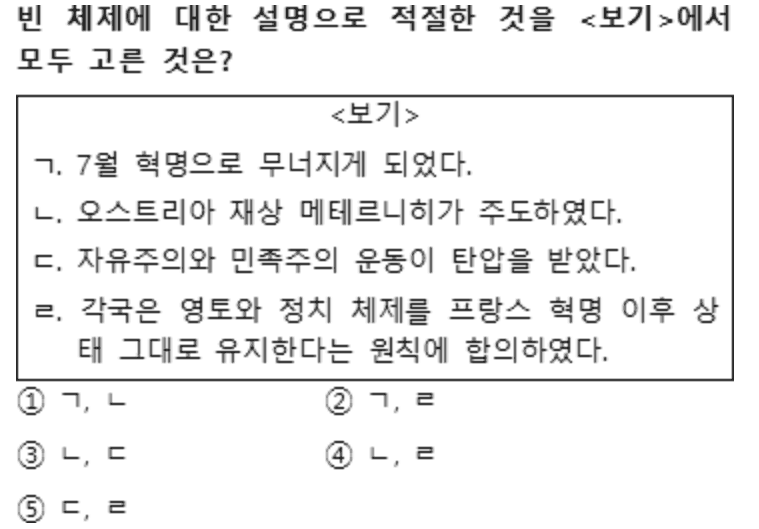 빈 체제에 대한 설명으로 적절한 것을 <보기>에서
모두 고른 것은?
<보기>
ㄱ. 7월 혁명으로 무너지게 되었다.
ㄴ. 오스트리아 재상 메테르니히가 주도하였다.
ㄷ. 자유주의와 민족주의 운동이 탄압을 받았다.
ㄹ. 각국은 영토와 정치 체제를 프랑스 혁명 이후 상
태 그대로 유지한다는 원칙에 합의하였다.
① ㄱ, ㄴ ② ㄱ, ㄹ
③ ㄴ, ㄷ ④ ㄴ, ㄹ
⑤ ㄷ, ㄹ